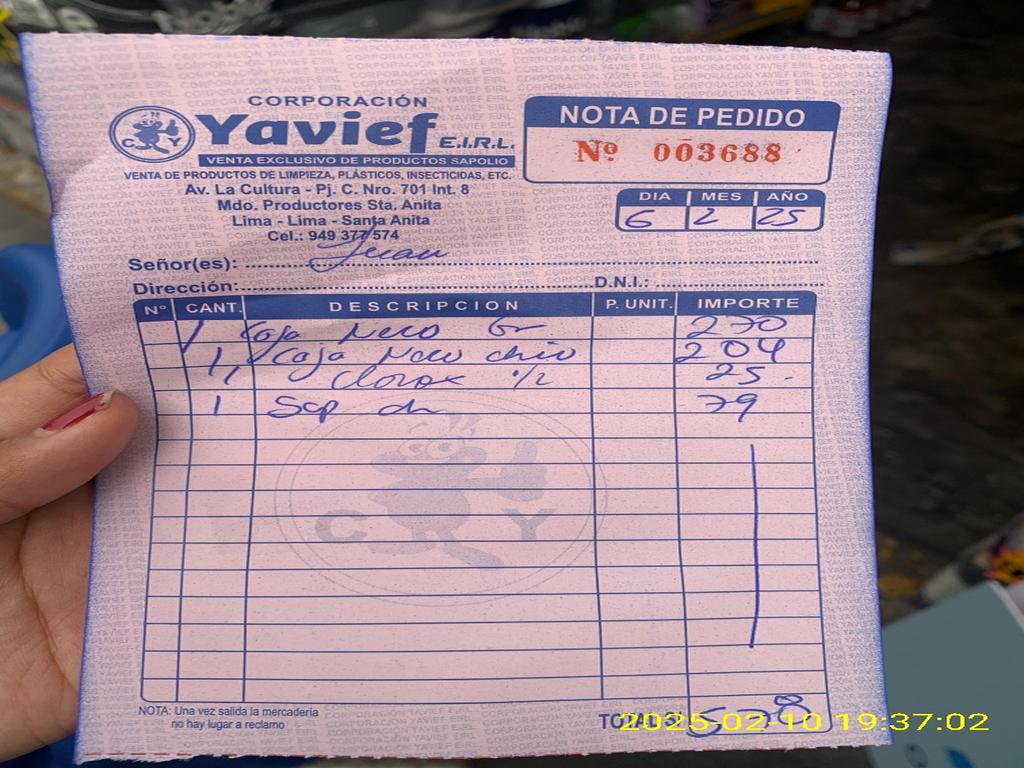 CORPORACIÓN
Yavief E.I.R.L.
VENTA EXCLUSIVO DE PRODUCTOS SAPOLIO
VENTA DE PRODUCTOS DE LIMPIEZA, PLÁSTICOS, INSECTICIDAS, ETC.
Av. La Cultura - Pj. C. Nro. 701 Int. 8
Mdo. Productores Sta. Anita
Lima - Lima - Santa Anita
Cel.: 949 377 574
NOTA DE PEDIDO
Nº 003688
DIA MES AÑO
6 2 25
Señor(es): Juan
Dirección: D.N.I.:
Nº CANT. DESCRIPCION P. UNIT. IMPORTE
1 Caja Gr 270
1 Caja chio 204
1 Clorox 1/2 25
1 Sap ch 79
C Y
NOTA: Una vez salida la mercadería
no hay lugar a reclamo
TOTAL S/ 578
2025-02-10 19:37:02